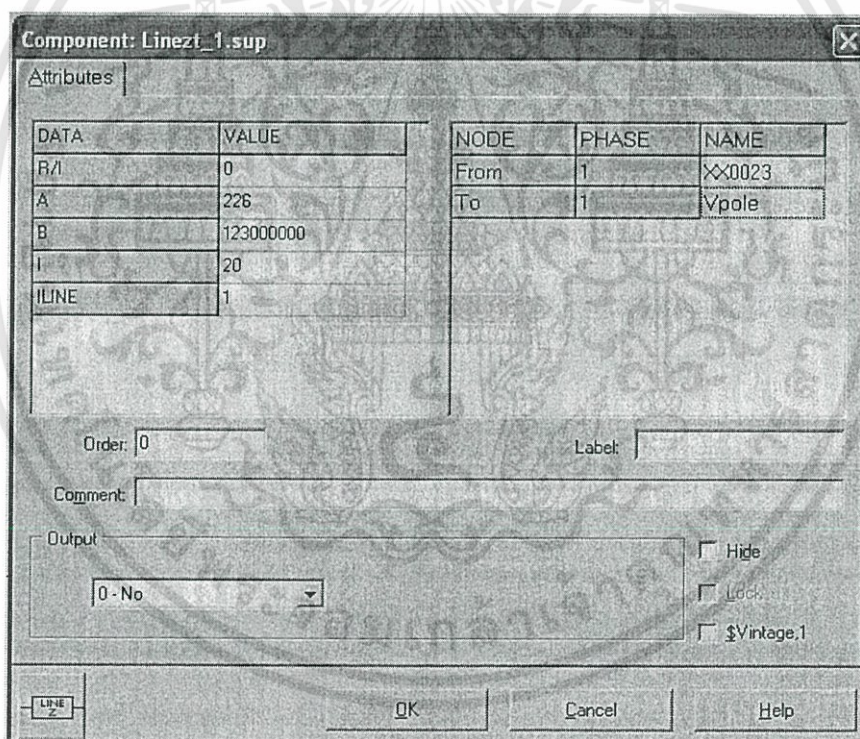 Component: Linezt_1.sup
Attributes
DATA VALUE
R/I 0
A 226
B 123000000
I 20
ILINE 1
NODE PHASE NAME
From 1 XX0023
To 1 Vpole
Order: 0
Label:
Comment:
Output
0 - No
Hide
Lock
$Vintage,1
LINE
Z
OK Cancel Help